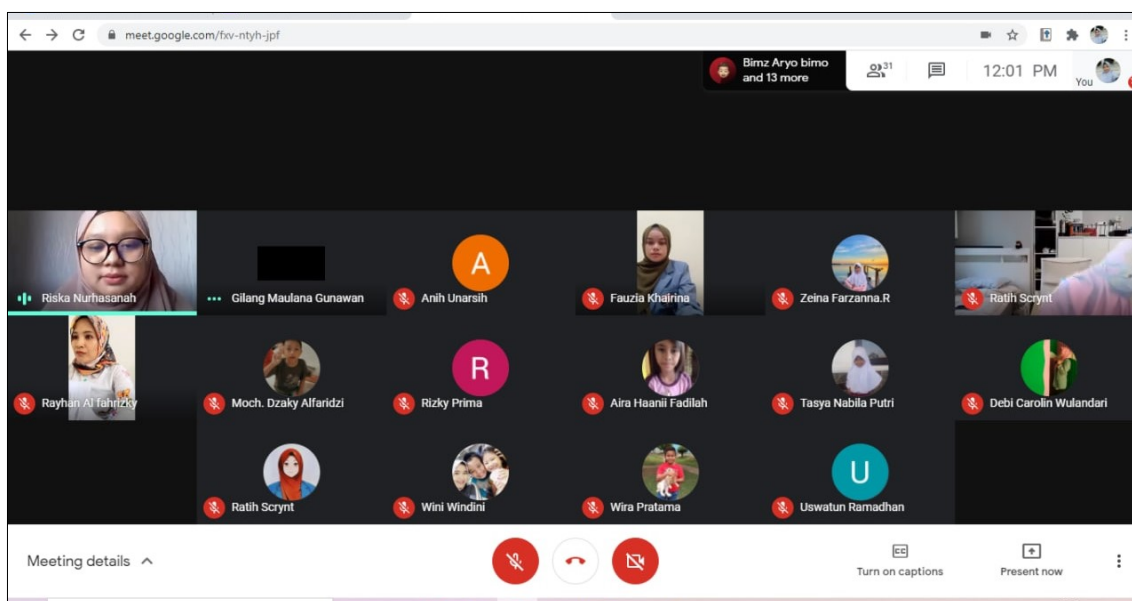 meet.google.com/fxv-ntyh-jpf
Bimz Aryo bimo
and 13 more
31
12:01 PM
You
Riska Nurhasanah
Gilang Maulana Gunawan
A
Anih Unarsih
Fauzia Khairina
Zeina Farzanna.R
Ratih Scrynt
Rayhan Al fahrizky
Moch. Dzaky Alfaridzi
R
Rizky Prima
Aira Haanii Fadilah
Tasya Nabila Putri
Debi Carolin Wulandari
Ratih Scrynt
Wini Windini
Wira Pratama
U
Uswatun Ramadhan
Meeting details
CC
Turn on captions
Present now